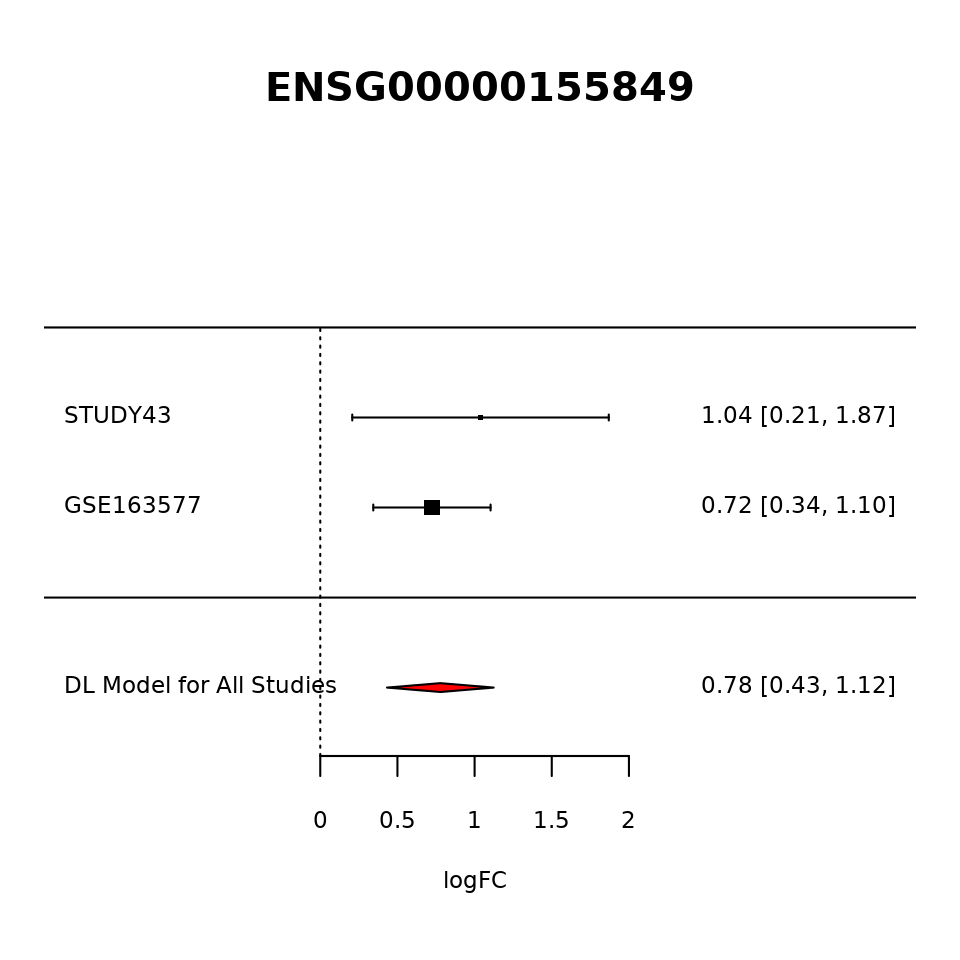 ENSG00000155849
STUDY43 1.04 [0.21, 1.87]
GSE163577 0.72 [0.34, 1.10]
DL Model for All Studies 0.78 [0.43, 1.12]
0 0.5 1 1.5 2
logFC